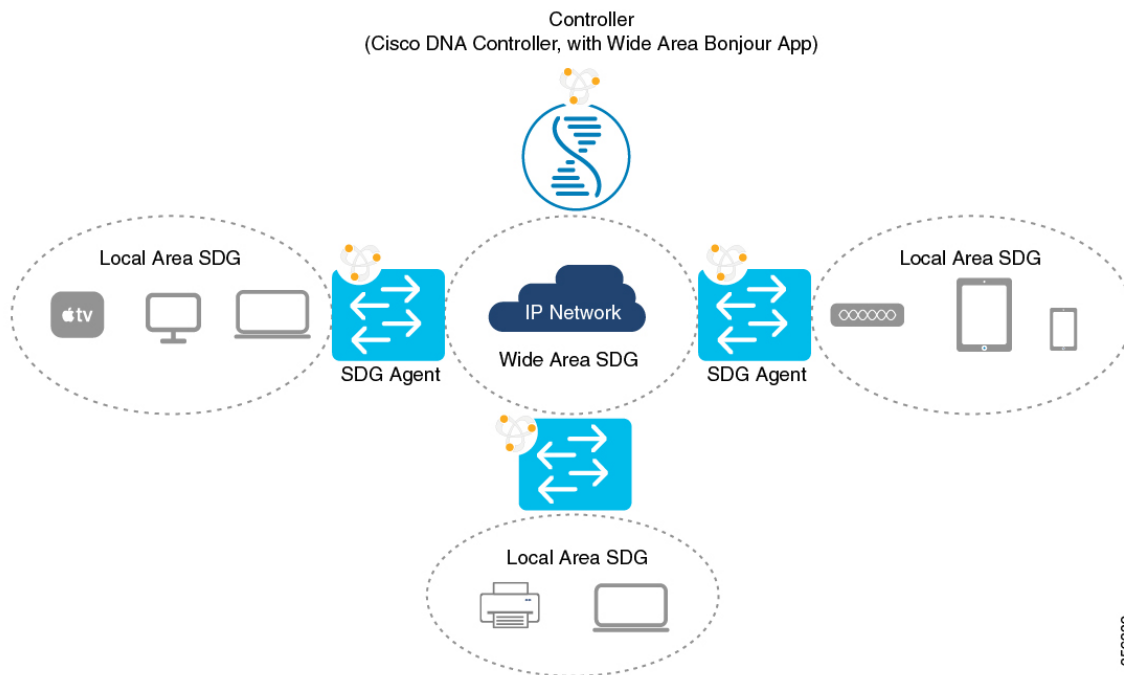 Controller
(Cisco DNA Controller, with Wide Area Bonjour App)
Local Area SDG
Local Area SDG
tv
IP Network
SDG Agent
Wide Area SDG
SDG Agent
Local Area SDG